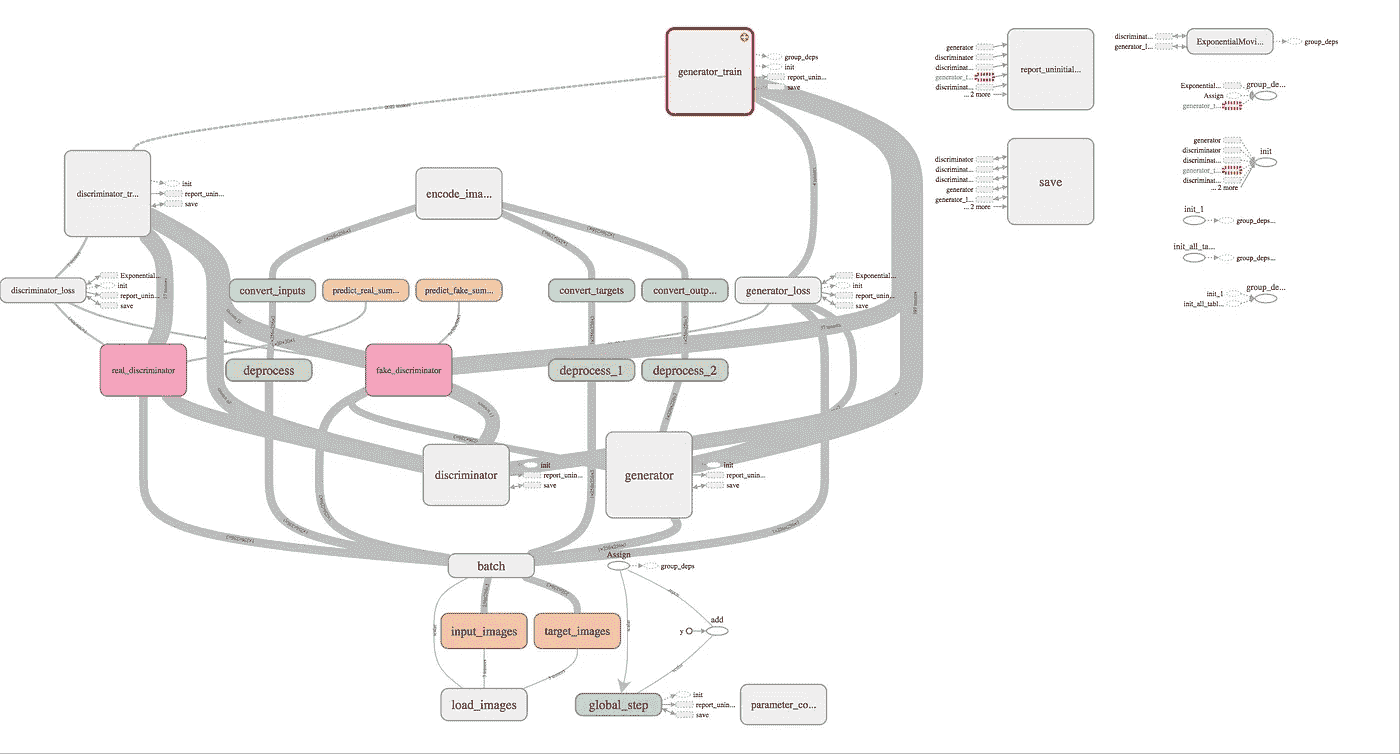 generator_train
group_deps
init
report_unin...
save
generator
discriminator
discriminat...
generator_t...
discriminat...
... 2 more
report_uninitial...
discriminat...
generator_l...
ExponentialMovi...
group_deps
Exponential...
Assign
generator_t...
group_de...
discriminator_tr...
init
report_unin...
save
encode_ima...
discriminator
discriminat...
discriminat...
generator
generator_l...
... 2 more
save
generator
discriminator
discriminat...
generator_t...
discriminat...
... 2 more
init
init_1
group_deps...
init_all_ta...
group_deps...
init_1
init_all_tabl...
group_de...
discriminator_loss
Exponential...
init
report_unin...
save
convert_inputs
predict_real_sum...
predict_fake_sum...
convert_targets
convert_outp...
generator_loss
Exponential...
init
report_unin...
save
real_discriminator
deprocess
fake_discriminator
deprocess_1
deprocess_2
discriminator
init
report_unin...
save
generator
init
report_unin...
save
batch
Assign
group_deps
input_images
target_images
y
add
load_images
global_step
init
report_unin...
save
parameter_co...